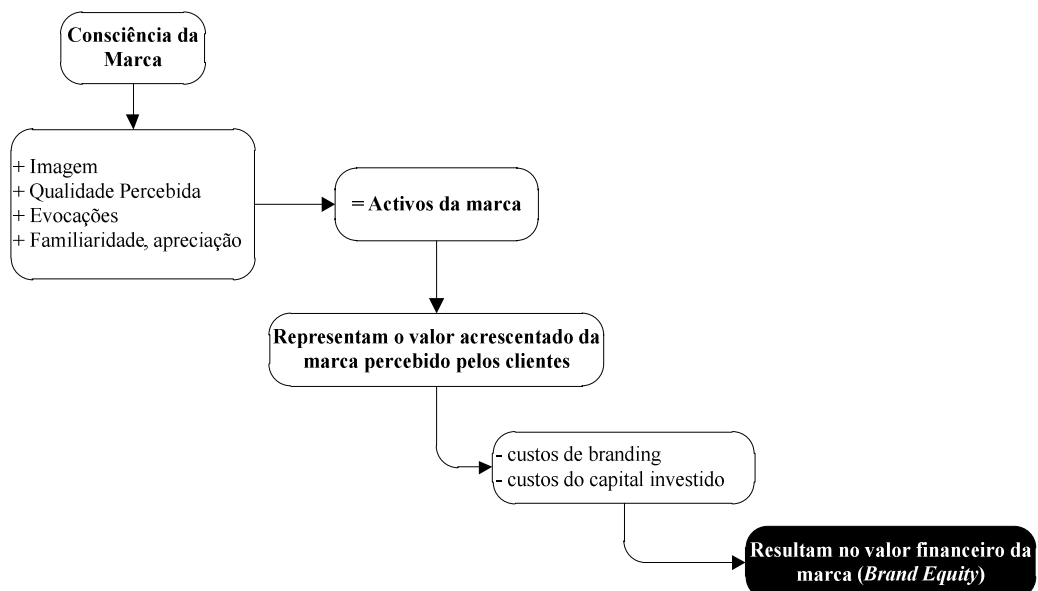 Consciência da
Marca
+ Imagem
+ Qualidade Percebida
+ Evocações
+ Familiaridade, apreciação
= Activos da marca
Representam o valor acrescentado da
marca percebido pelos clientes
- custos de branding
- custos do capital investido
Resultam no valor financeiro da
marca (Brand Equity)